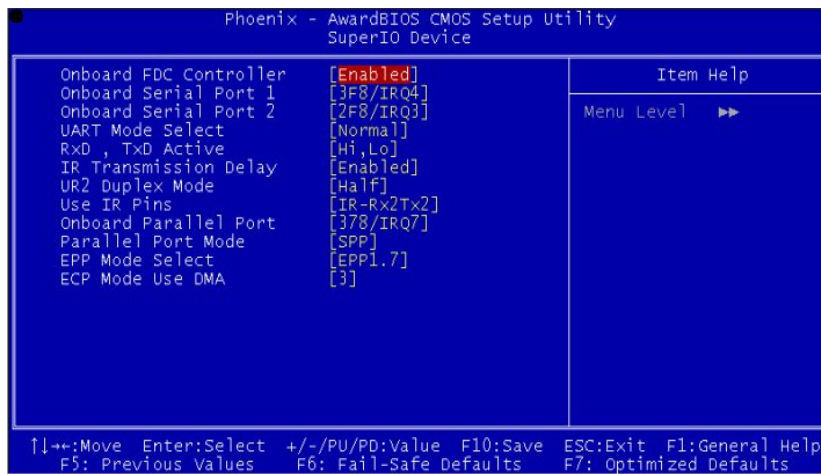 Phoenix - AwardBIOS CMOS Setup Utility
SuperIO Device
Onboard FDC Controller [Enabled]
Onboard Serial Port 1 [3F8/IRQ4]
Onboard Serial Port 2 [2F8/IRQ3]
UART Mode Select [Normal]
RxD , TxD Active [Hi,Lo]
IR Transmission Delay [Enabled]
UR2 Duplex Mode [Half]
Use IR Pins [IR-Rx2Tx2]
Onboard Parallel Port [378/IRQ7]
Parallel Port Mode [SPP]
EPP Mode Select [EPP1.7]
ECP Mode Use DMA [3]
Item Help
Menu Level ▶▶
↑↓→←:Move Enter:Select +/-/PU/PD:Value F10:Save ESC:Exit F1:General Help
F5: Previous Values F6: Fail-Safe Defaults F7: Optimized Defaults